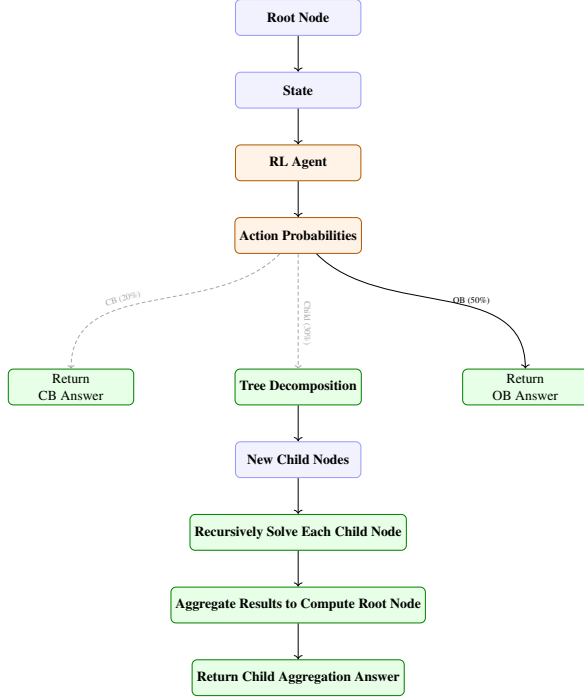 Root Node
State
RL Agent
Action Probabilities
CB (20%)
Child (30%)
OB (50%)
Return
CB Answer
Tree Decomposition
Return
OB Answer
New Child Nodes
Recursively Solve Each Child Node
Aggregate Results to Compute Root Node
Return Child Aggregation Answer